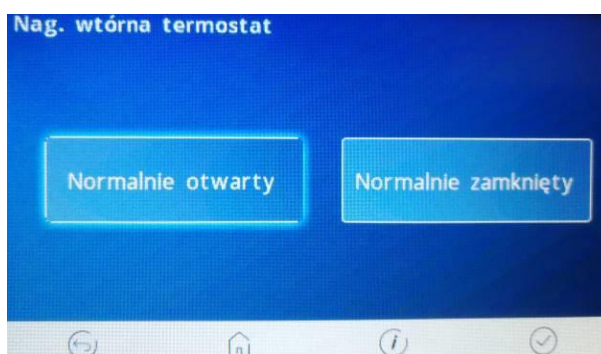 Nag. wtórna termostat
Normalnie otwarty
Normalnie zamknięty